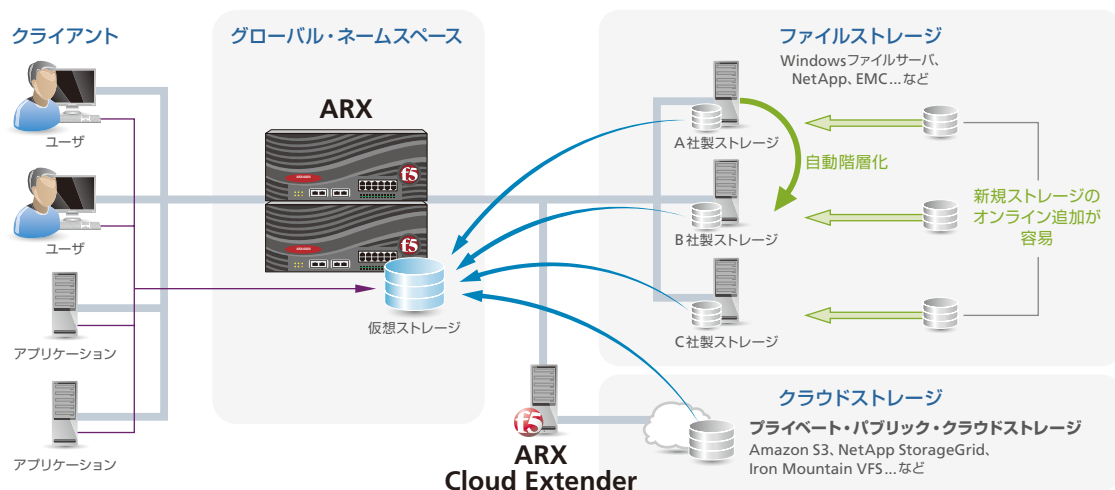 クライアント
ユーザ
ユーザ
アプリケーション
アプリケーション
グローバル・ネームスペース
ARX
f5
f5
仮想ストレージ
ファイルストレージ
Windowsファイルサーバ、
NetApp、EMC...など
A社製ストレージ
自動階層化
B社製ストレージ
C社製ストレージ
新規ストレージの
オンライン追加が
容易
f5
ARX
Cloud Extender
クラウドストレージ
プライベート・パブリック・クラウドストレージ
Amazon S3、NetApp StorageGrid、
Iron Mountain VFS...など